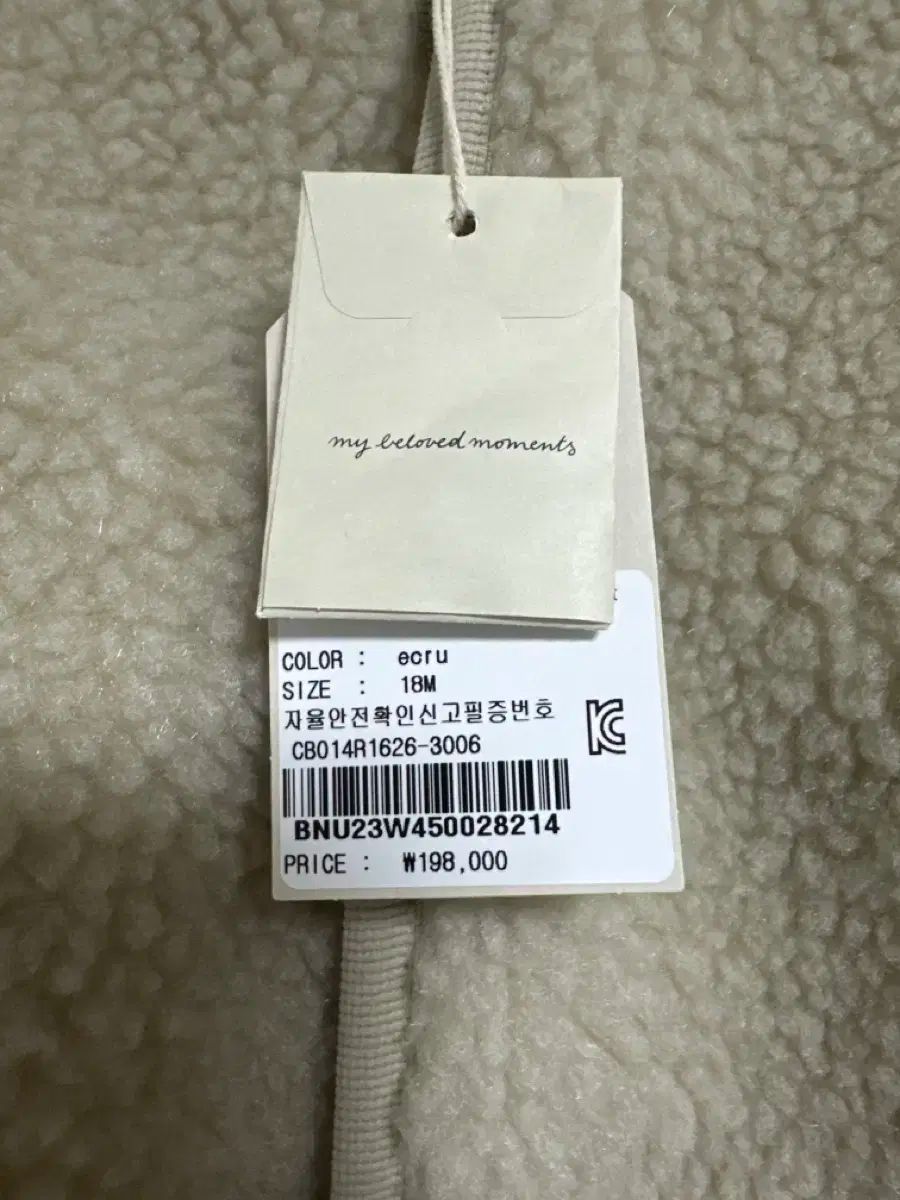 my beloved moments
COLOR : ecru
SIZE : 18M
자율안전확인신고필증번호
CB014R1626-3006
BNU23W450028214
PRICE : ₩198,000